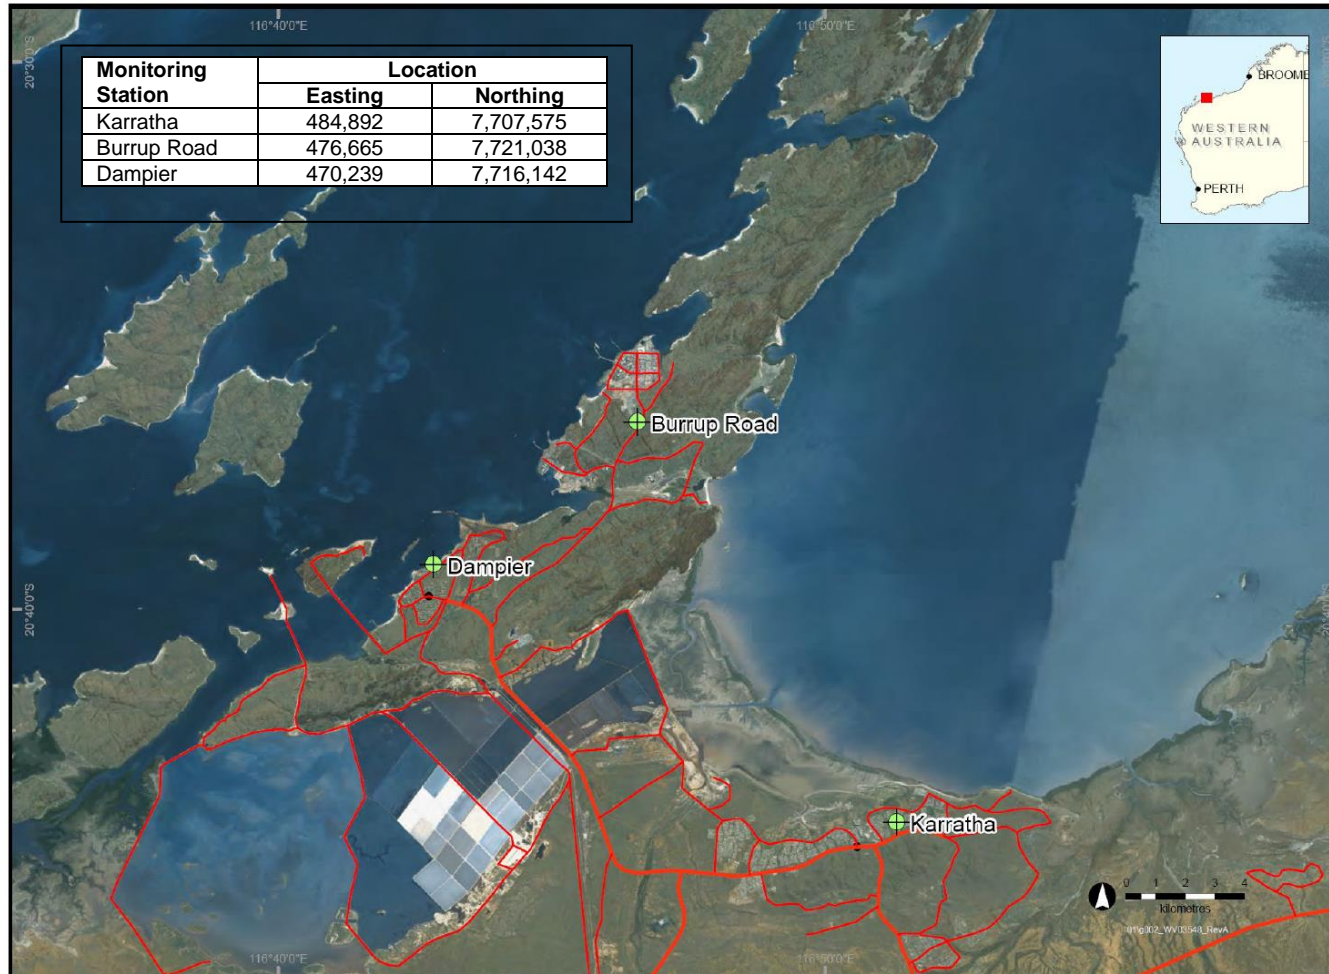 116°40'0"E
116°50'0"E
20°30'0"S
Monitoring Station
Location
Easting
Northing
Karratha 484,892 7,707,575
Burrup Road 476,665 7,721,038
Dampier 470,239 7,716,142
BROOME
WESTERN
AUSTRALIA
PERTH
Burrup Road
Dampier
20°40'0"S
Karratha
0 1 2 3 4
kilometres
116°40'0"E
116°50'0"E